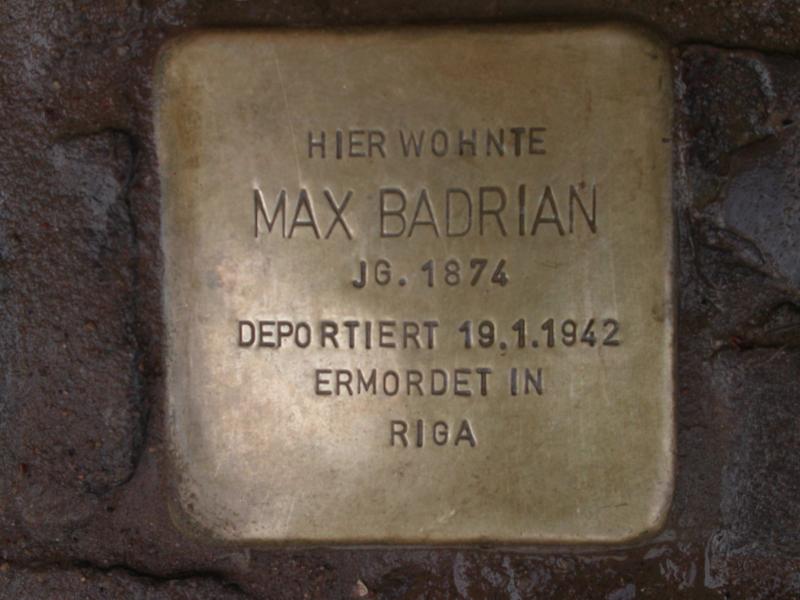 HIER WOHNTE
MAX BADRIAN
JG. 1874
DEPORTIERT 19.1.1942
ERMORDET IN
RIGA